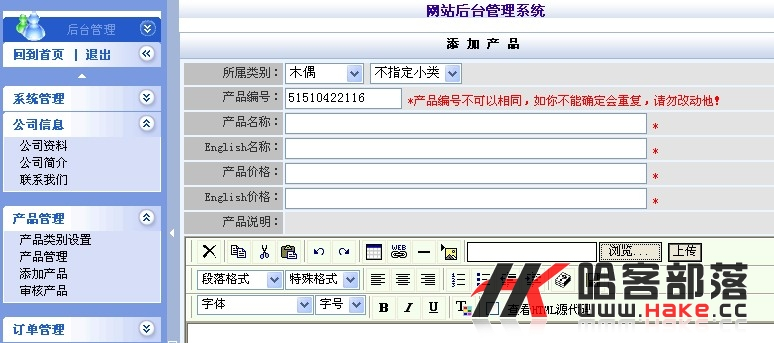 后台管理
回到首页 | 退出
系统管理
公司信息
公司资料
公司简介
联系我们
产品管理
产品类别设置
产品管理
添加产品
审核产品
订单管理
网站后台管理系统
添 加 产 品
所属类别： 木偶 不指定小类
产品编号： 51510422116 *产品编号不可以相同，如你不能确定会重复，请勿改动他！
产品名称： *
English名称： *
产品价格： *
English价格： *
产品说明：
WEB 浏览... 上传
段落格式 特殊格式
字体 字号 B I U T 查看HTML源代码
哈客部落
www.HAKE.cc